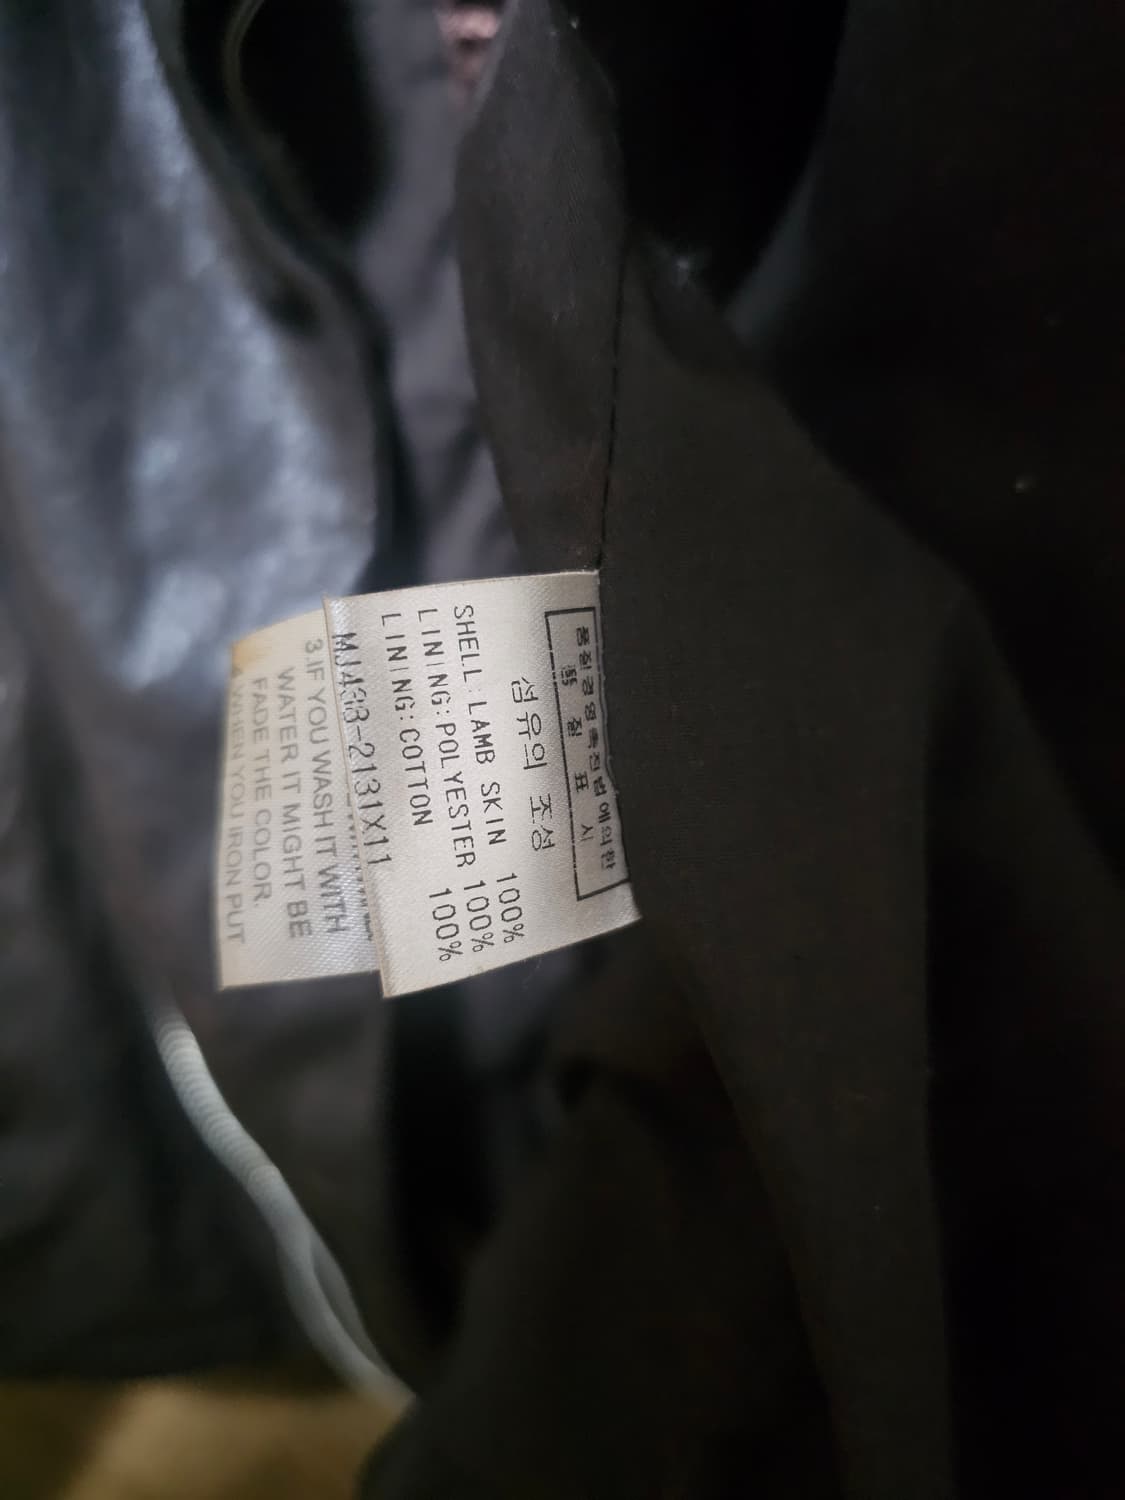 품질경영촉진법에의한
품 질 표 시
섬유의 조성
SHELL:LAMB SKIN 100%
LINING:POLYESTER 100%
LINING:COTTON 100%
MJ433-2131X11
3.IF YOU WASH IT WITH
WATER IT MIGHT BE
FADE THE COLOR.
WHEN YOU IRON PUT